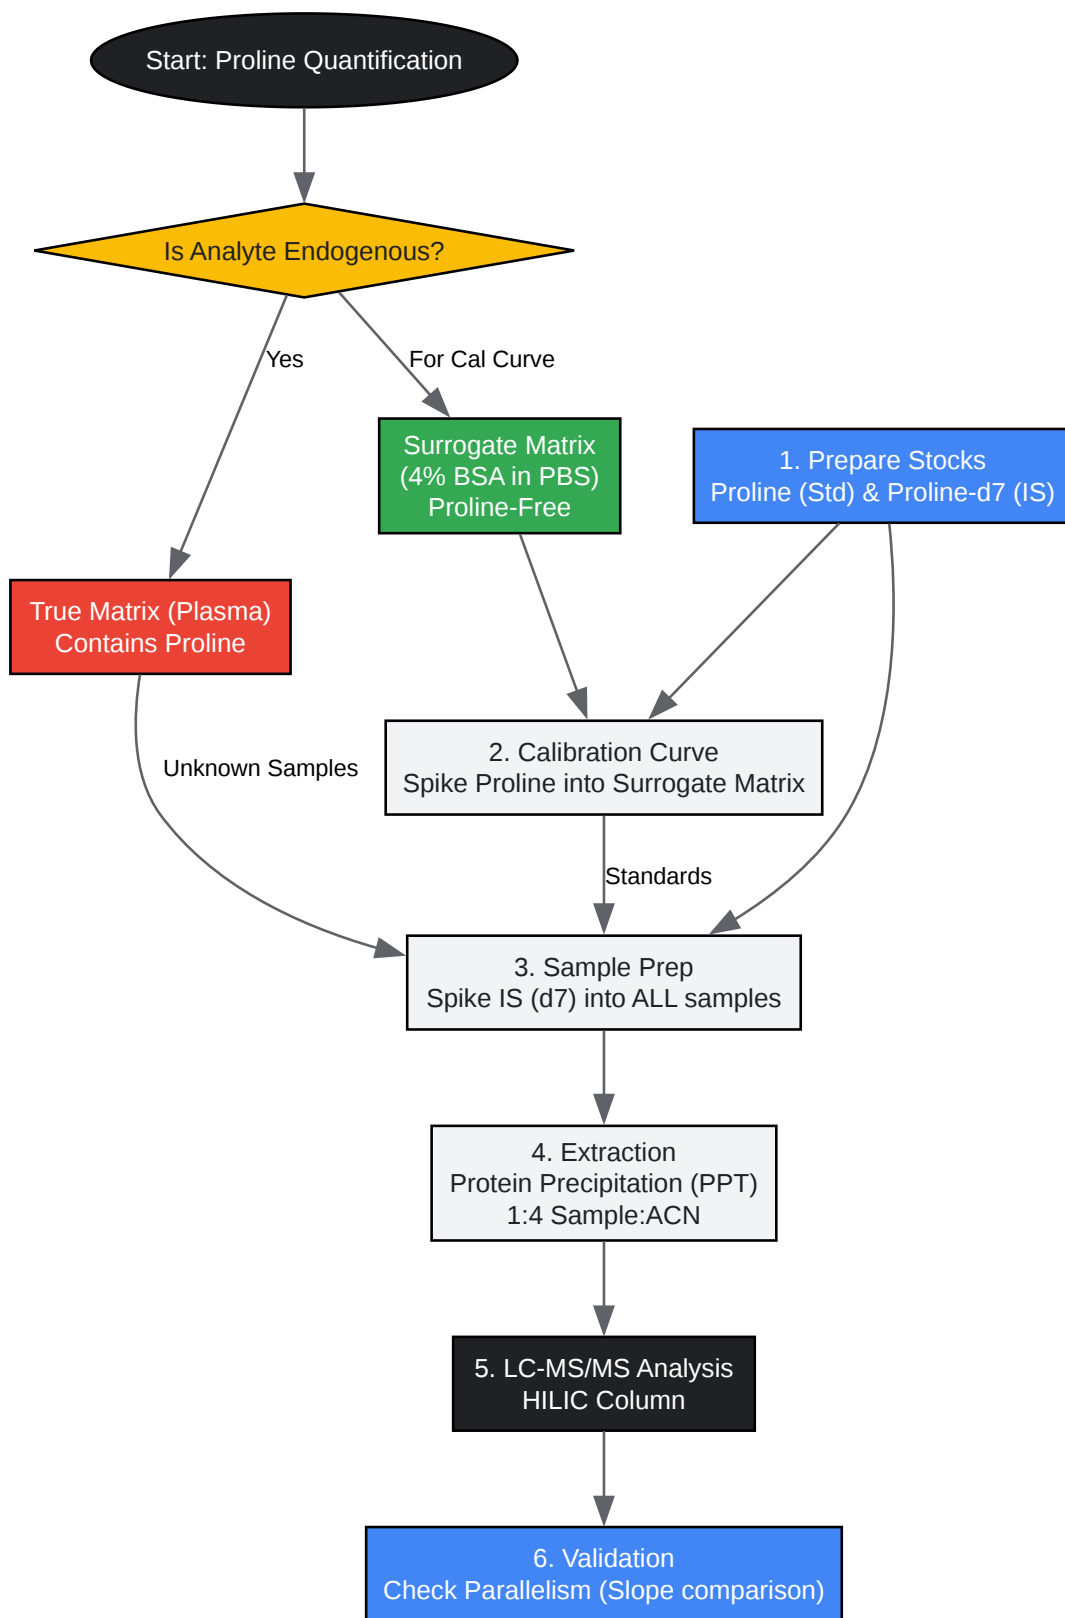 Start: Proline Quantification
Is Analyte Endogenous?
Yes
For Cal Curve
Surrogate Matrix
(4% BSA in PBS)
Proline-Free
1. Prepare Stocks
Proline (Std) & Proline-d7 (IS)
True Matrix (Plasma)
Contains Proline
Unknown Samples
2. Calibration Curve
Spike Proline into Surrogate Matrix
Standards
3. Sample Prep
Spike IS (d7) into ALL samples
4. Extraction
Protein Precipitation (PPT)
1:4 Sample:ACN
5. LC-MS/MS Analysis
HILIC Column
6. Validation
Check Parallelism (Slope comparison)